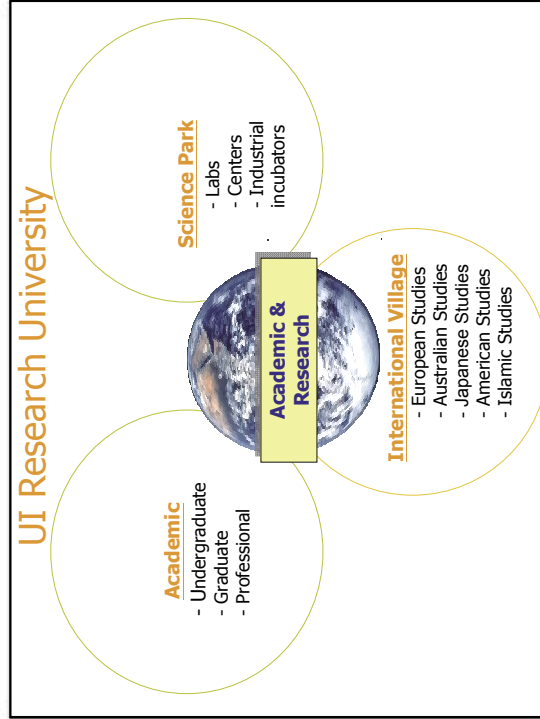 UI Research University
Academic
- Undergraduate
- Graduate
- Professional
Science Park
- Labs
- Centers
- Industrial
incubators
Academic &
Research
International Village
- European Studies
- Australian Studies
- Japanese Studies
- American Studies
- Islamic Studies